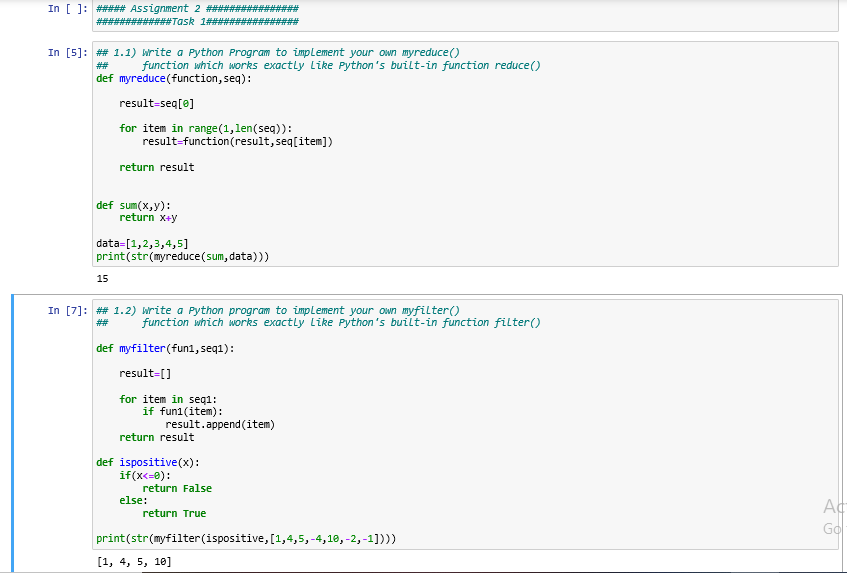 In [ ]: ##### Assignment 2 ################
#############Task 1################
In [5]: ## 1.1) Write a Python Program to implement your own myreduce()
## function which works exactly like Python's built-in function reduce()
def myreduce(function,seq):
result=seq[0]
for item in range(1,len(seq)):
result=function(result,seq[item])
return result
def sum(x,y):
return x+y
data=[1,2,3,4,5]
print(str(myreduce(sum,data)))
15
In [7]: ## 1.2) Write a Python program to implement your own myfilter()
## function which works exactly like Python's built-in function filter()
def myfilter(fun1,seq1):
result=[]
for item in seq1:
if fun1(item):
result.append(item)
return result
def ispositive(x):
if(x<=0):
return False
else:
return True
print(str(myfilter(ispositive,[1,4,5,-4,10,-2,-1])))
[1, 4, 5, 10]
Go